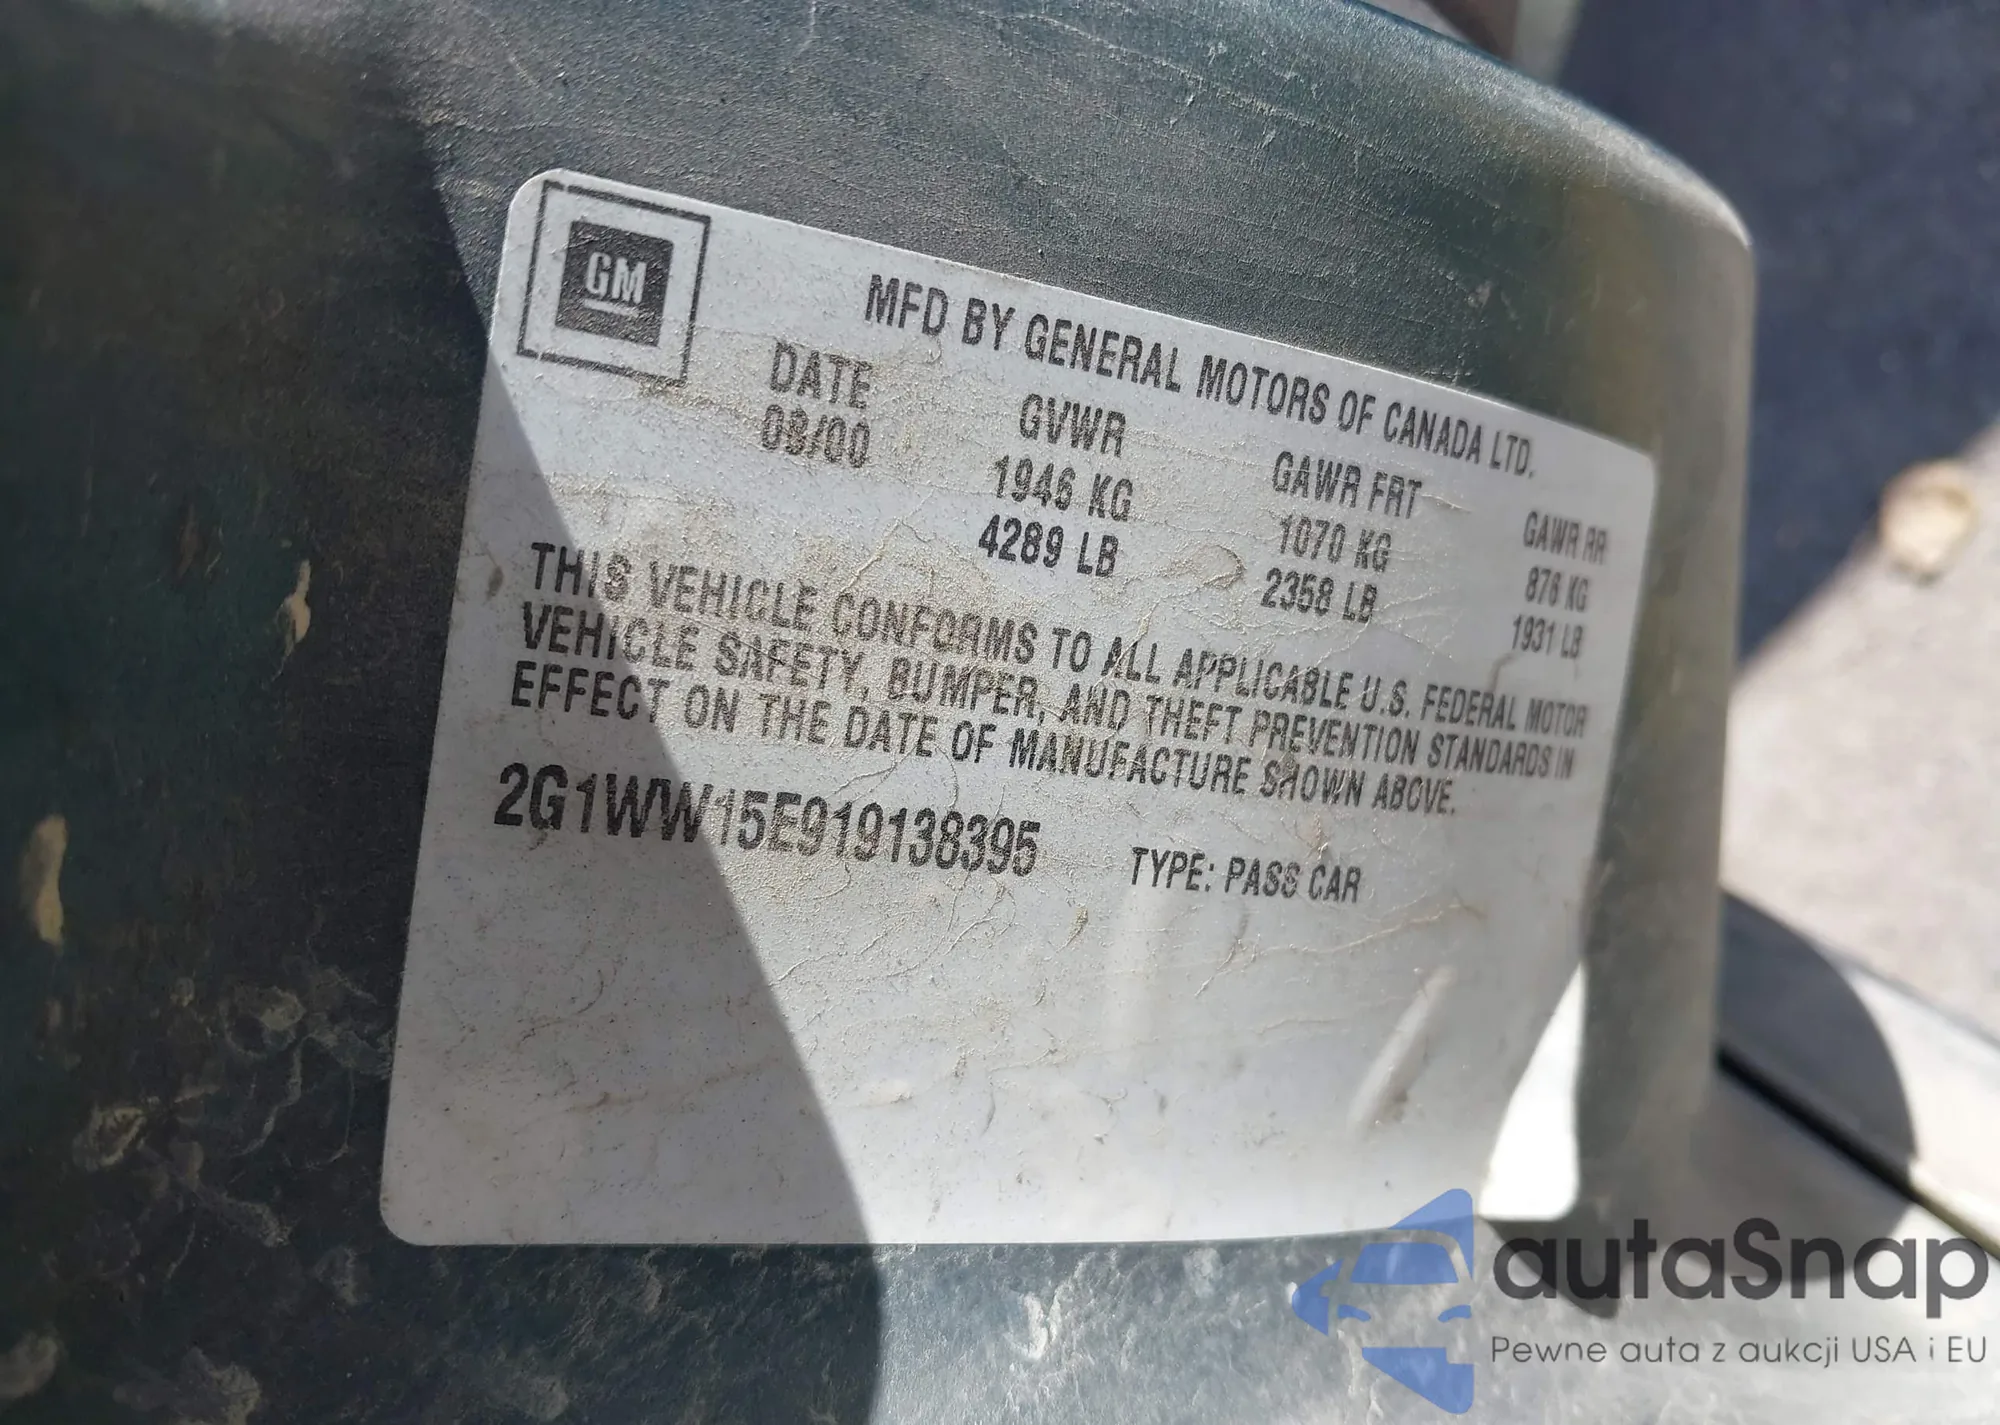 GM
MFD BY GENERAL MOTORS OF CANADA LTD.
DATE GVWR GAWR FRT GAWR RR
08/00 1946 KG 1070 KG 876 KG
4289 LB 2358 LB 1931 LB
THIS VEHICLE CONFORMS TO ALL APPLICABLE U.S. FEDERAL MOTOR
VEHICLE SAFETY, BUMPER, AND THEFT PREVENTION STANDARDS IN
EFFECT ON THE DATE OF MANUFACTURE SHOWN ABOVE.
2G1WW15E919138395 TYPE: PASS CAR
autaSnap
Pewne auta z aukcji USA i EU